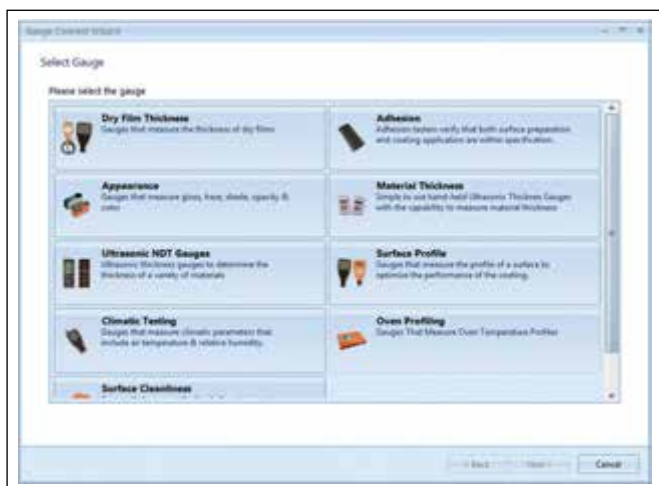 Gauge Connect Wizard
Select Gauge
Please select the gauge
Dry Film Thickness
Gauges that measure the thickness of dry films
Adhesion
Adhesion testers verify that both surface preparation
and coating application are within specification.
Appearance
Gauges that measure gloss, haze, shade, opacity &
color
Material Thickness
Simple to use hand-held Ultrasonic Thickness Gauges
with the capability to measure material thickness
Ultrasonic NDT Gauges
Ultrasonic thickness gauges to determine the
thickness of a variety of materials
Surface Profile
Gauges that measure the profile of a surface to
optimise the performance of the coating.
Climatic Testing
Gauges that measure climatic parameters that
include air temperature & relative humidity.
Oven Profiling
Gauges That Measure Oven Temperature Profiles
Surface Cleanliness
< Back Next > Cancel